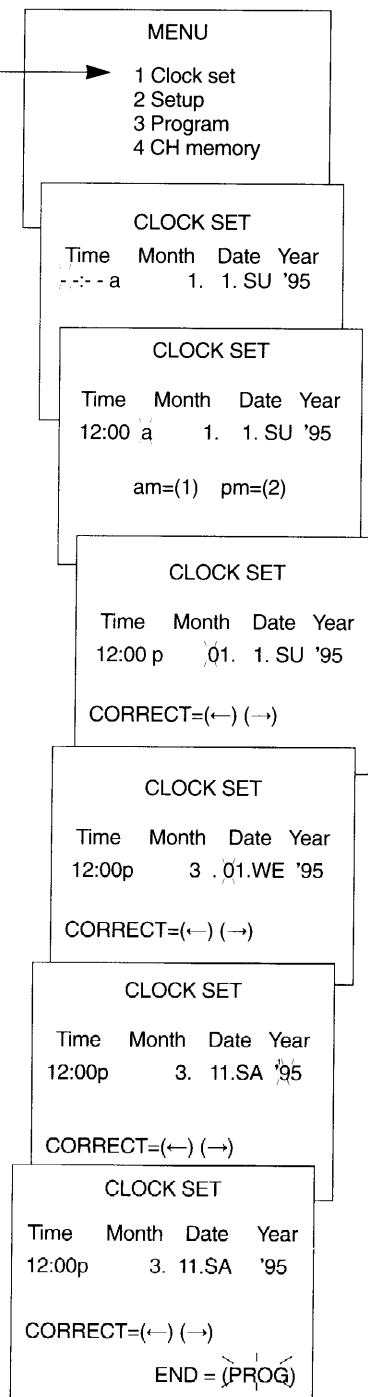 MENU
1 Clock set
2 Setup
3 Program
4 CH memory
CLOCK SET
Time Month Date Year
--:-- a 1. 1. SU '95
CLOCK SET
Time Month Date Year
12:00 a 1. 1. SU '95
am=(1) pm=(2)
CLOCK SET
Time Month Date Year
12:00 p 01. 1. SU '95
CORRECT=(←) (→)
CLOCK SET
Time Month Date Year
12:00p 3 . 01.WE '95
CORRECT=(←) (→)
CLOCK SET
Time Month Date Year
12:00p 3. 11.SA '95
CORRECT=(←) (→)
CLOCK SET
Time Month Date Year
12:00p 3. 11.SA '95
CORRECT=(←) (→)
END = (PROG)